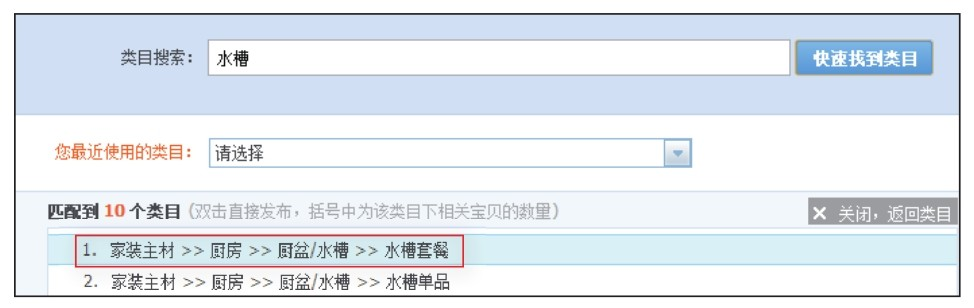 类目搜索： 水槽 快速找到类目
您最近使用的类目： 请选择
匹配到 10 个类目（双击直接发布，括号中为该类目下相关宝贝的数量） × 关闭，返回类目
1. 家装主材 >> 厨房 >> 厨盆/水槽 >> 水槽套餐
2. 家装主材 >> 厨房 >> 厨盆/水槽 >> 水槽单品